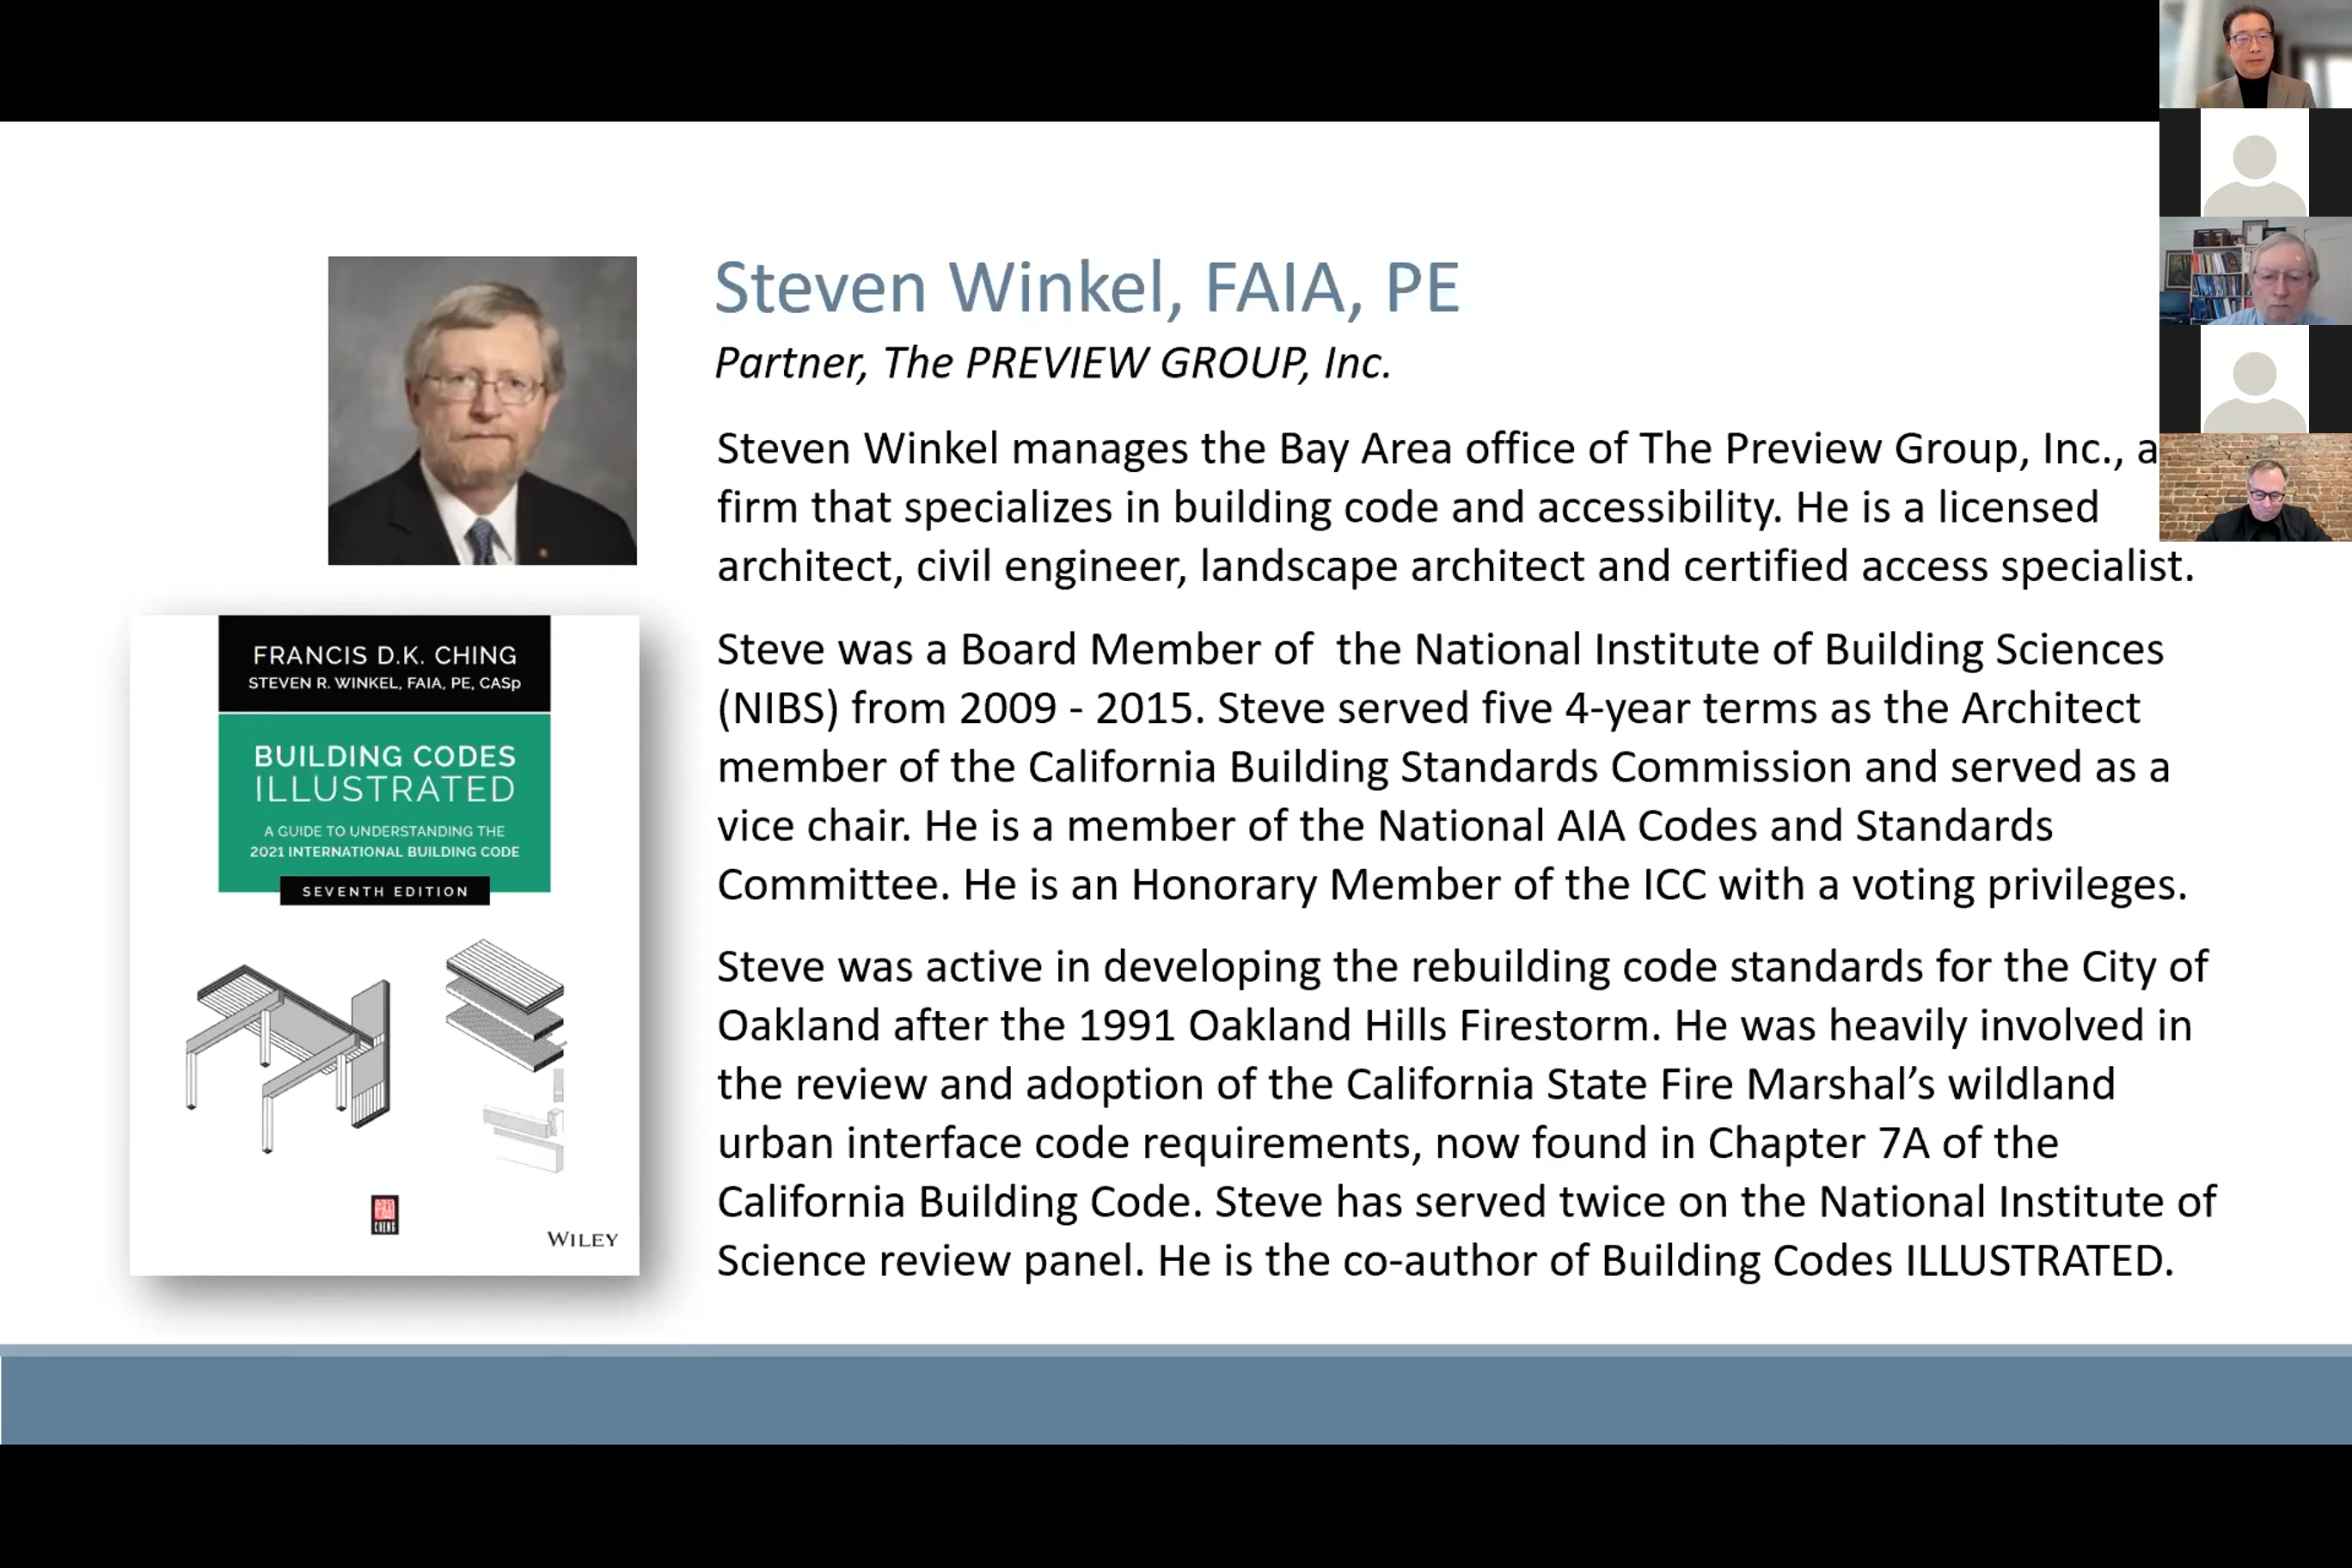 Steven Winkel, FAIA, PE
Partner, The PREVIEW GROUP, Inc.
Steven Winkel manages the Bay Area office of The Preview Group, Inc., a
firm that specializes in building code and accessibility. He is a licensed
architect, civil engineer, landscape architect and certified access specialist.
Steve was a Board Member of the National Institute of Building Sciences
(NIBS) from 2009 - 2015. Steve served five 4-year terms as the Architect
member of the California Building Standards Commission and served as a
vice chair. He is a member of the National AIA Codes and Standards
Committee. He is an Honorary Member of the ICC with a voting privileges.
Steve was active in developing the rebuilding code standards for the City of
Oakland after the 1991 Oakland Hills Firestorm. He was heavily involved in
the review and adoption of the California State Fire Marshal’s wildland
urban interface code requirements, now found in Chapter 7A of the
California Building Code. Steve has served twice on the National Institute of
Science review panel. He is the co-author of Building Codes ILLUSTRATED.
FRANCIS D.K. CHING
STEVEN R. WINKEL, FAIA, PE, CASp
BUILDING CODES
ILLUSTRATED
A GUIDE TO UNDERSTANDING THE
2021 INTERNATIONAL BUILDING CODE
SEVENTH EDITION
CHING
WILEY